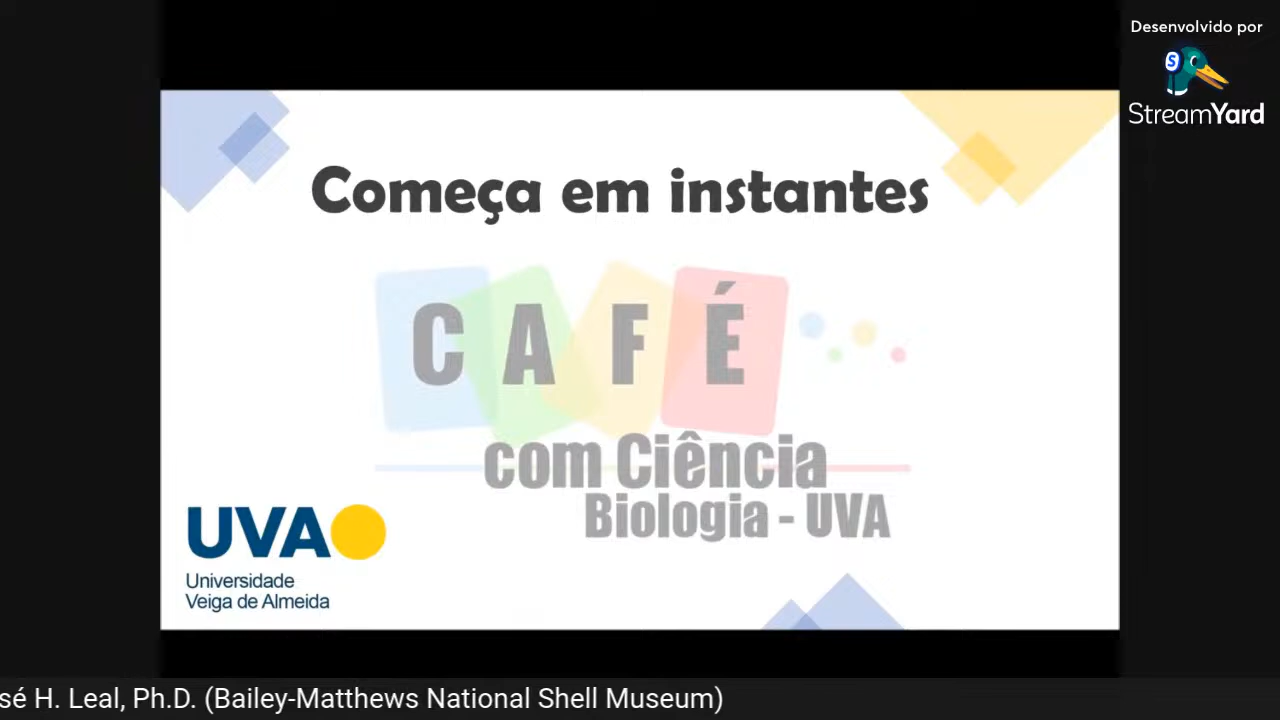 Desenvolvido por
StreamYard
Começa em instantes
CAFÉ
com Ciência
Biologia - UVA
UVA
Universidade
Veiga de Almeida
sé H. Leal, Ph.D. (Bailey-Matthews National Shell Museum)